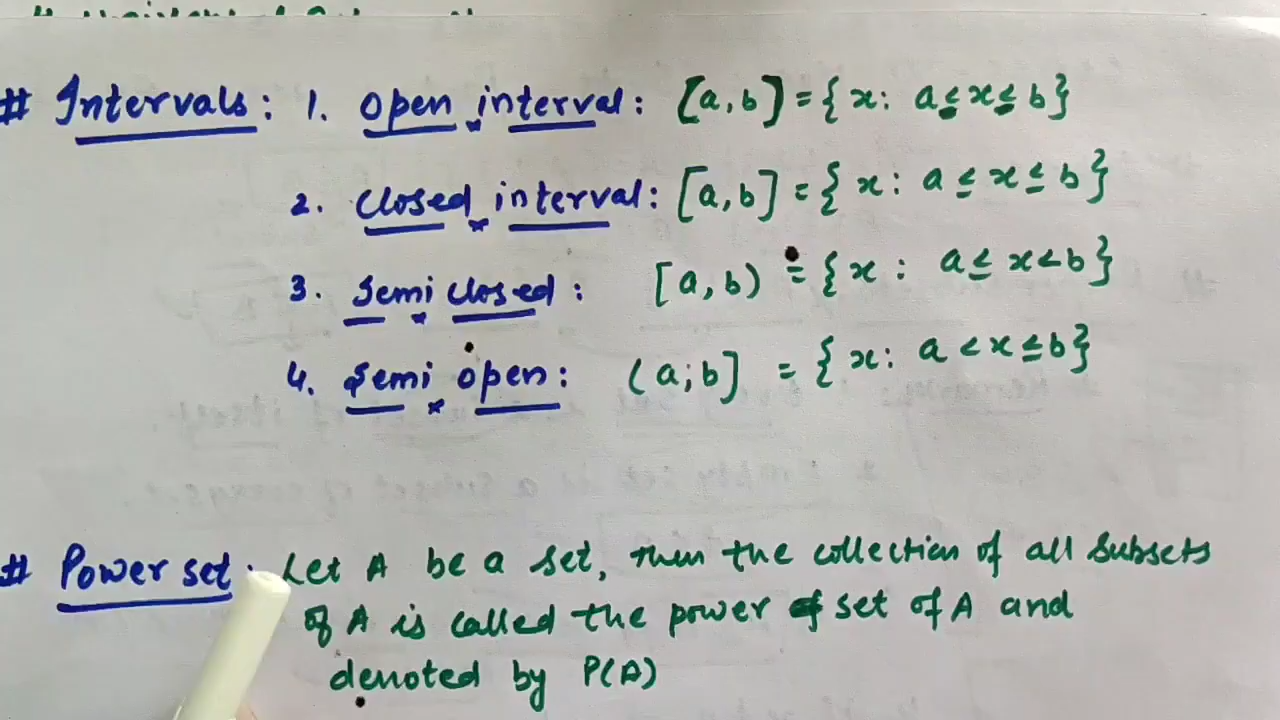 # Intervals: 1. Open interval: [a,b] = { x: a≤x≤b}
2. Closed interval: [a,b] = { x: a ≤ x ≤ b}
3. Semi closed: [a,b) = { x : a≤ x<b}
4. Semi open: (a;b] = { x: a < x ≤ b}
# Power set: Let A be a set, then the collection of all subsets
of A is called the power set of A and
denoted by P(A)